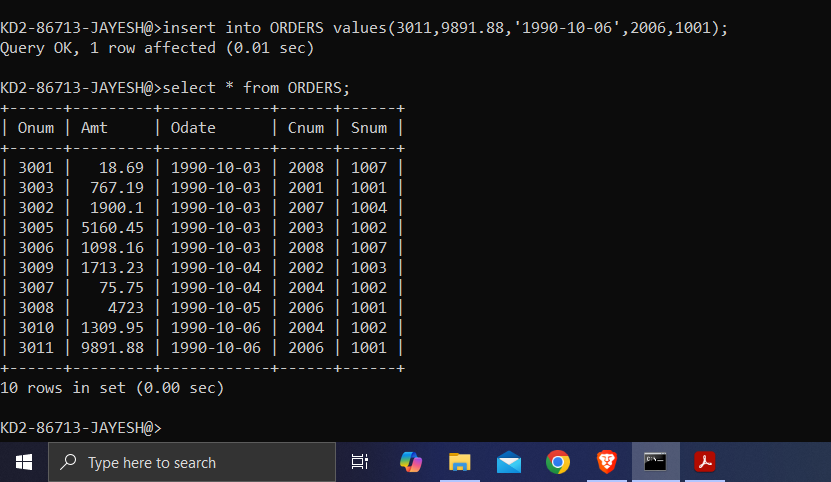 KD2-86713-JAYESH@>insert into ORDERS values(3011,9891.88,'1990-10-06',2006,1001);
Query OK, 1 row affected (0.01 sec)
KD2-86713-JAYESH@>select * from ORDERS;
+------+---------+------------+------+------+
| Onum | Amt     | Odate      | Cnum | Snum |
+------+---------+------------+------+------+
| 3001 |   18.69 | 1990-10-03 | 2008 | 1007 |
| 3003 |  767.19 | 1990-10-03 | 2001 | 1001 |
| 3002 |  1900.1 | 1990-10-03 | 2007 | 1004 |
| 3005 | 5160.45 | 1990-10-03 | 2003 | 1002 |
| 3006 | 1098.16 | 1990-10-03 | 2008 | 1007 |
| 3009 | 1713.23 | 1990-10-04 | 2002 | 1003 |
| 3007 |   75.75 | 1990-10-04 | 2004 | 1002 |
| 3008 |    4723 | 1990-10-05 | 2006 | 1001 |
| 3010 | 1309.95 | 1990-10-06 | 2004 | 1002 |
| 3011 | 9891.88 | 1990-10-06 | 2006 | 1001 |
+------+---------+------------+------+------+
10 rows in set (0.00 sec)
KD2-86713-JAYESH@>
Type here to search